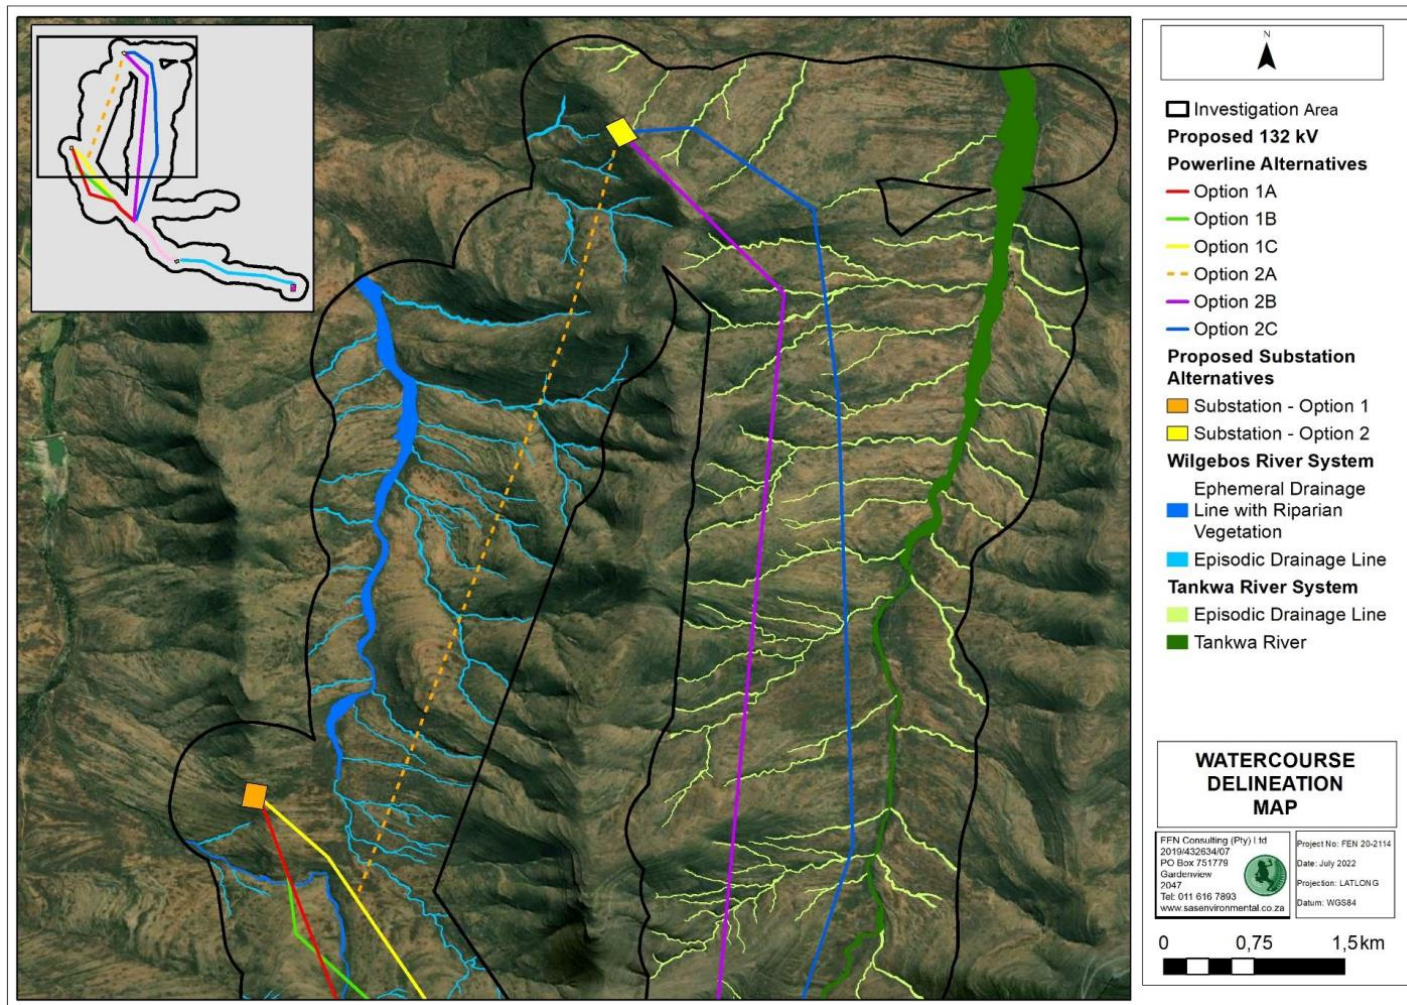 N
Investigation Area
Proposed 132 kV
Powerline Alternatives
Option 1A
Option 1B
Option 1C
Option 2A
Option 2B
Option 2C
Proposed Substation
Alternatives
Substation - Option 1
Substation - Option 2
Wilgebos River System
Ephemeral Drainage
Line with Riparian
Vegetation
Episodic Drainage Line
Tankwa River System
Episodic Drainage Line
Tankwa River
WATERCOURSE
DELINEATION
MAP
FEN Consulting (Pty) Ltd
2019/432634/07
PO Box 751779
Gardenview
2047
Tel: 011 616 7893
www.sasenvironmental.co.za
Project No: FEN 20-2114
Date: July 2022
Projection: LATLONG
Datum: WGS84
0 0,75 1,5 km